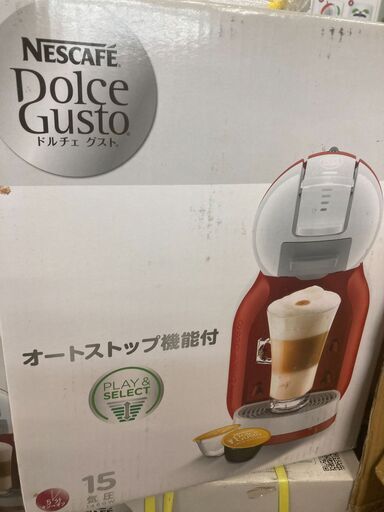 NESCAFÉ
Dolce
Gusto®
ドルチェ グスト®
オートストップ機能付
PLAY &
SELECT
15
気圧